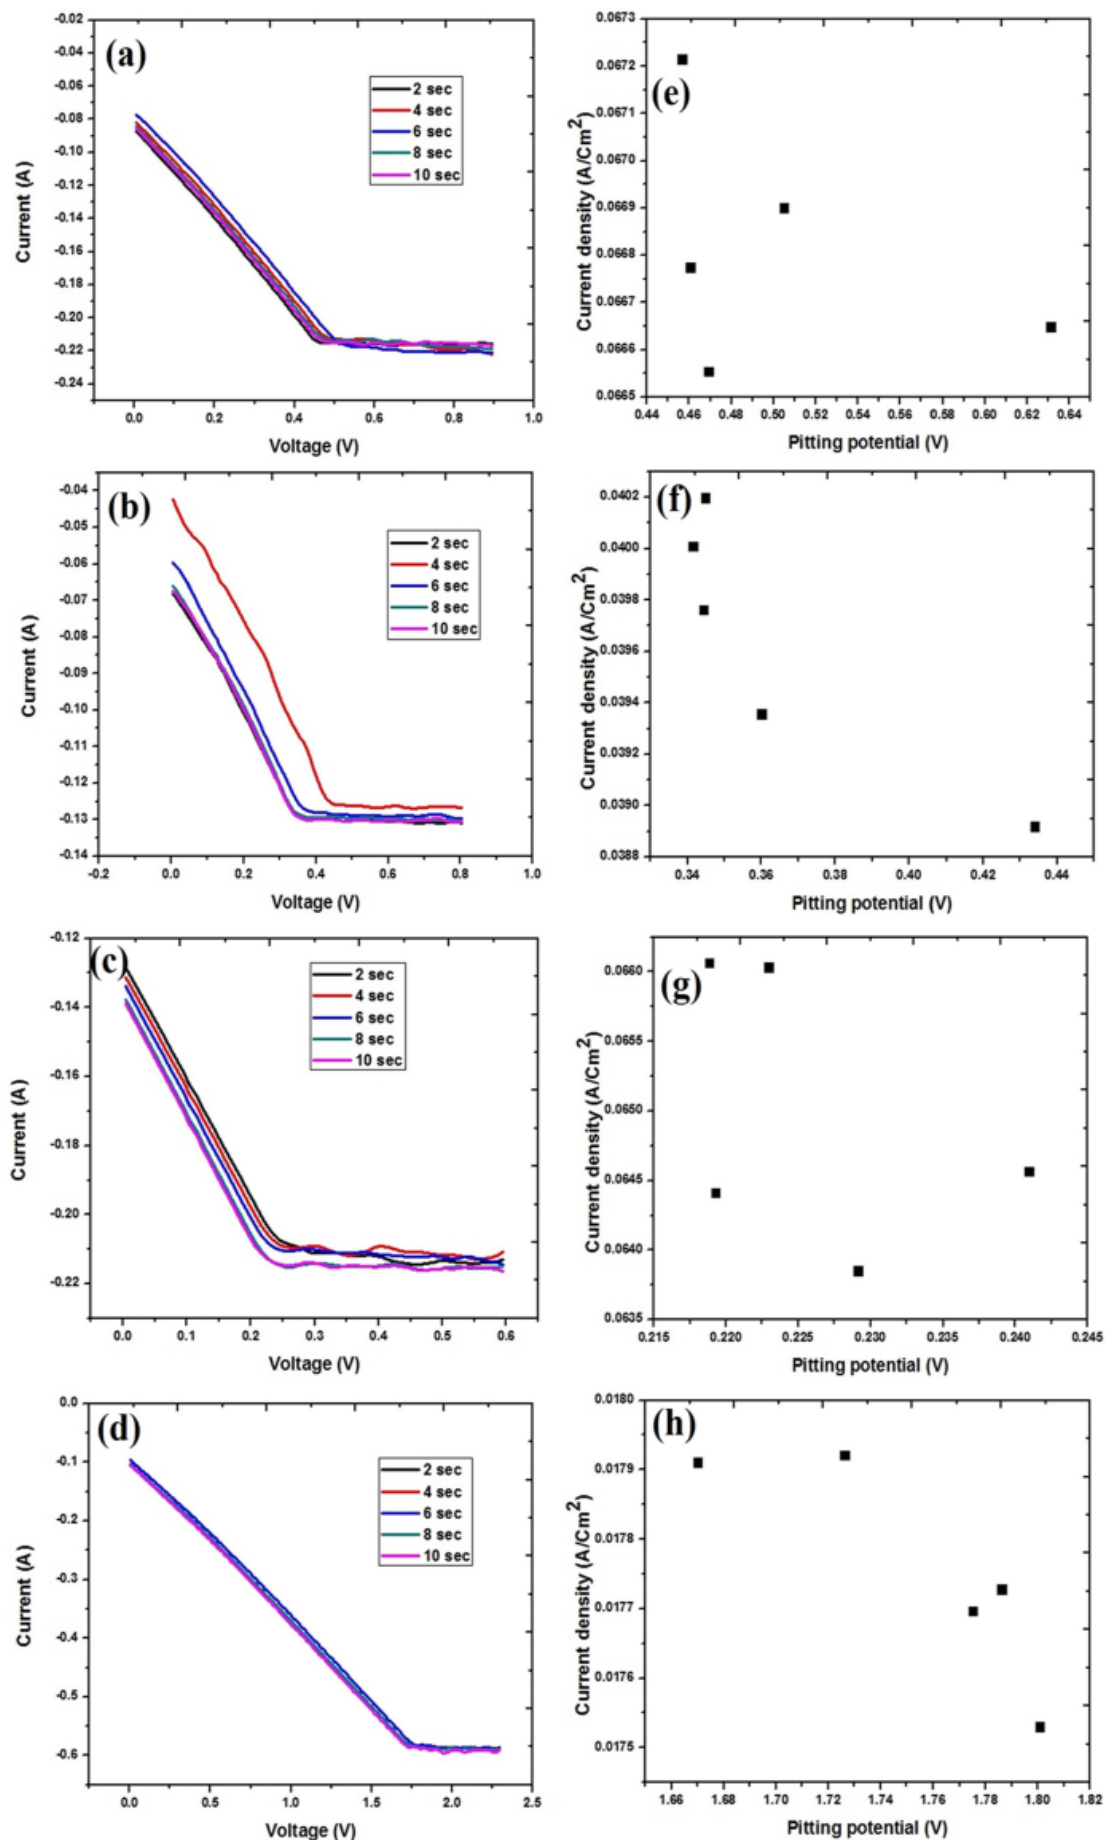 (a)
-0.02
-0.04
-0.06
-0.08
-0.10
-0.12
-0.14
-0.16
-0.18
-0.20
-0.22
-0.24
Current (A)
2 sec
4 sec
6 sec
8 sec
10 sec
0.0 0.2 0.4 0.6 0.8 1.0
Voltage (V)
(e)
0.0673
0.0672
0.0671
0.0670
0.0669
0.0668
0.0667
0.0666
0.0665
Current density (A/Cm2)
0.44 0.46 0.48 0.50 0.52 0.54 0.56 0.58 0.60 0.62 0.64
Pitting potential (V)
(b)
-0.04
-0.05
-0.06
-0.07
-0.08
-0.09
-0.10
-0.11
-0.12
-0.13
-0.14
Current (A)
2 sec
4 sec
6 sec
8 sec
10 sec
-0.2 0.0 0.2 0.4 0.6 0.8 1.0
Voltage (V)
(f)
0.0402
0.0400
0.0398
0.0396
0.0394
0.0392
0.0390
0.0388
Current density (A/Cm2)
0.34 0.36 0.38 0.40 0.42 0.44
Pitting potential (V)
(c)
-0.12
-0.14
-0.16
-0.18
-0.20
-0.22
Current (A)
2 sec
4 sec
6 sec
8 sec
10 sec
0.0 0.1 0.2 0.3 0.4 0.5 0.6
Voltage (V)
(g)
0.0660
0.0655
0.0650
0.0645
0.0640
0.0635
Current density (A/Cm2)
0.215 0.220 0.225 0.230 0.235 0.240 0.245
Pitting potential (V)
(d)
0.0
-0.1
-0.2
-0.3
-0.4
-0.5
-0.6
Current (A)
2 sec
4 sec
6 sec
8 sec
10 sec
0.0 0.5 1.0 1.5 2.0 2.5
Voltage (V)
(h)
0.0180
0.0179
0.0178
0.0177
0.0176
0.0175
Current density (A/Cm2)
1.66 1.68 1.70 1.72 1.74 1.76 1.78 1.80 1.82
Pitting potential (V)